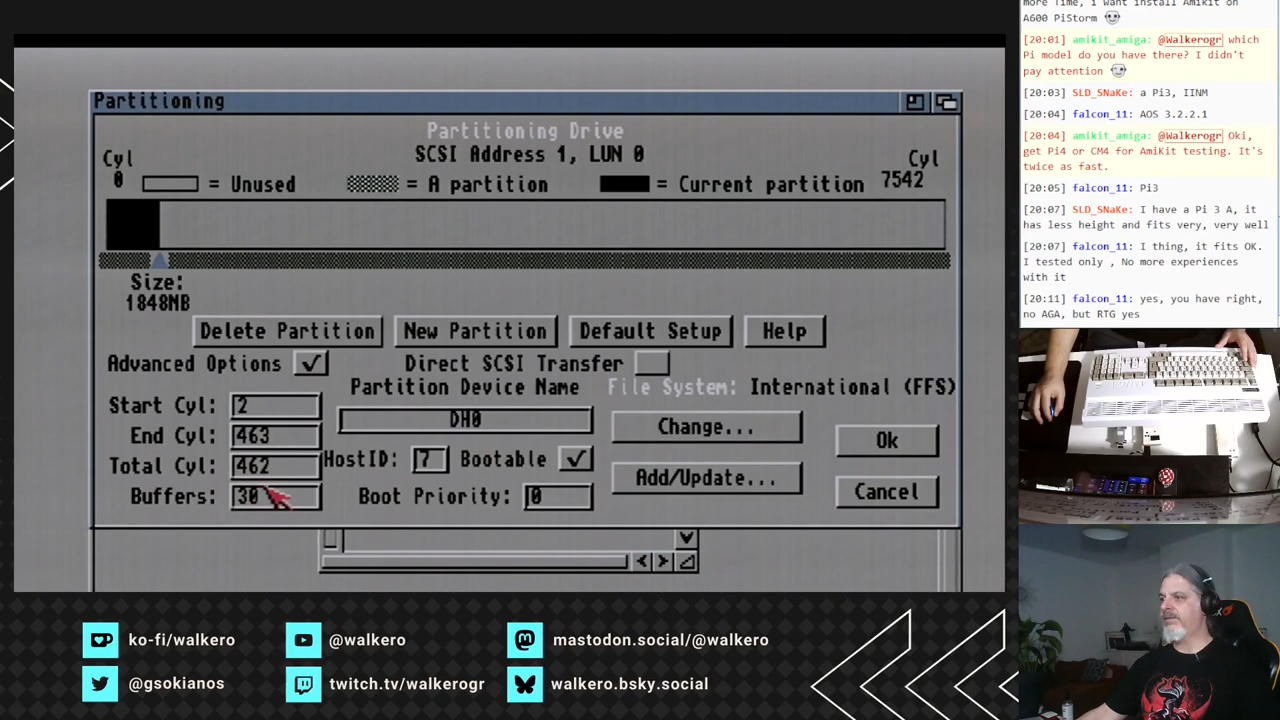 Partitioning
Partitioning Drive
SCSI Address 1, LUN 0
Cyl
0
= Unused
= A partition
= Current partition
Cyl
7542
Size:
1848MB
Delete Partition
New Partition
Default Setup
Help
Advanced Options
Direct SCSI Transfer
Partition Device Name
File System: International (FFS)
Start Cyl: 2
DH0
Change...
End Cyl: 463
Ok
Total Cyl: 462
HostID: 7
Bootable
Add/Update...
Buffers: 30
Boot Priority: 0
Cancel
more Time, i want install Amikit on
A600 PiStorm
[20:01] amikit_amiga: @Walkerogr which
Pi model do you have there? I didn't
pay attention
[20:03] SLD_SNaKe: a Pi3, IINM
[20:04] falcon_11: AOS 3.2.2.1
[20:04] amikit_amiga: @Walkerogr Oki,
get Pi4 or CM4 for AmiKit testing. It's
twice as fast.
[20:05] falcon_11: Pi3
[20:07] SLD_SNaKe: I have a Pi 3 A, it
has less height and fits very, very well
[20:07] falcon_11: I thing, it fits OK.
I tested only , No more experiences
with it
[20:11] falcon_11: yes, you have right,
no AGA, but RTG yes
ko-fi/walkero
@walkero
mastodon.social/@walkero
@gsokianos
twitch.tv/walkerogr
walkero.bsky.social